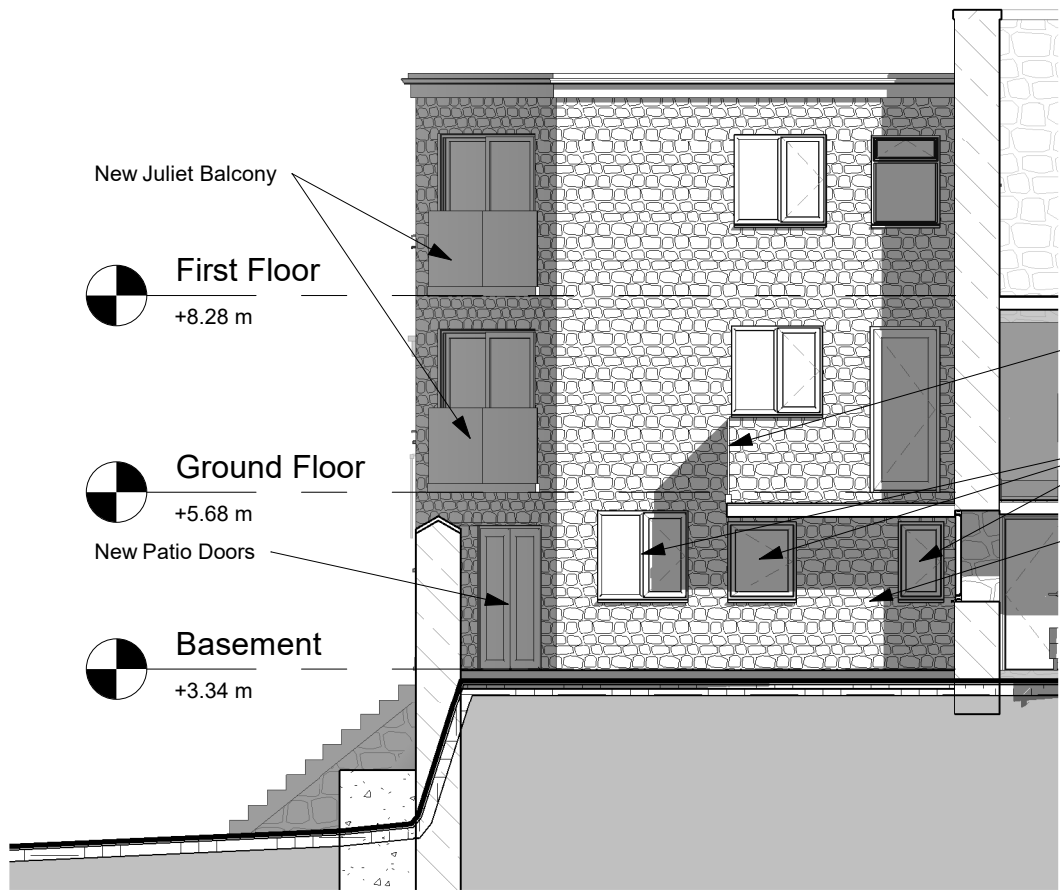 New Juliet Balcony
First Floor
+8.28 m
Ground Floor
+5.68 m
New Patio Doors
Basement
+3.34 m